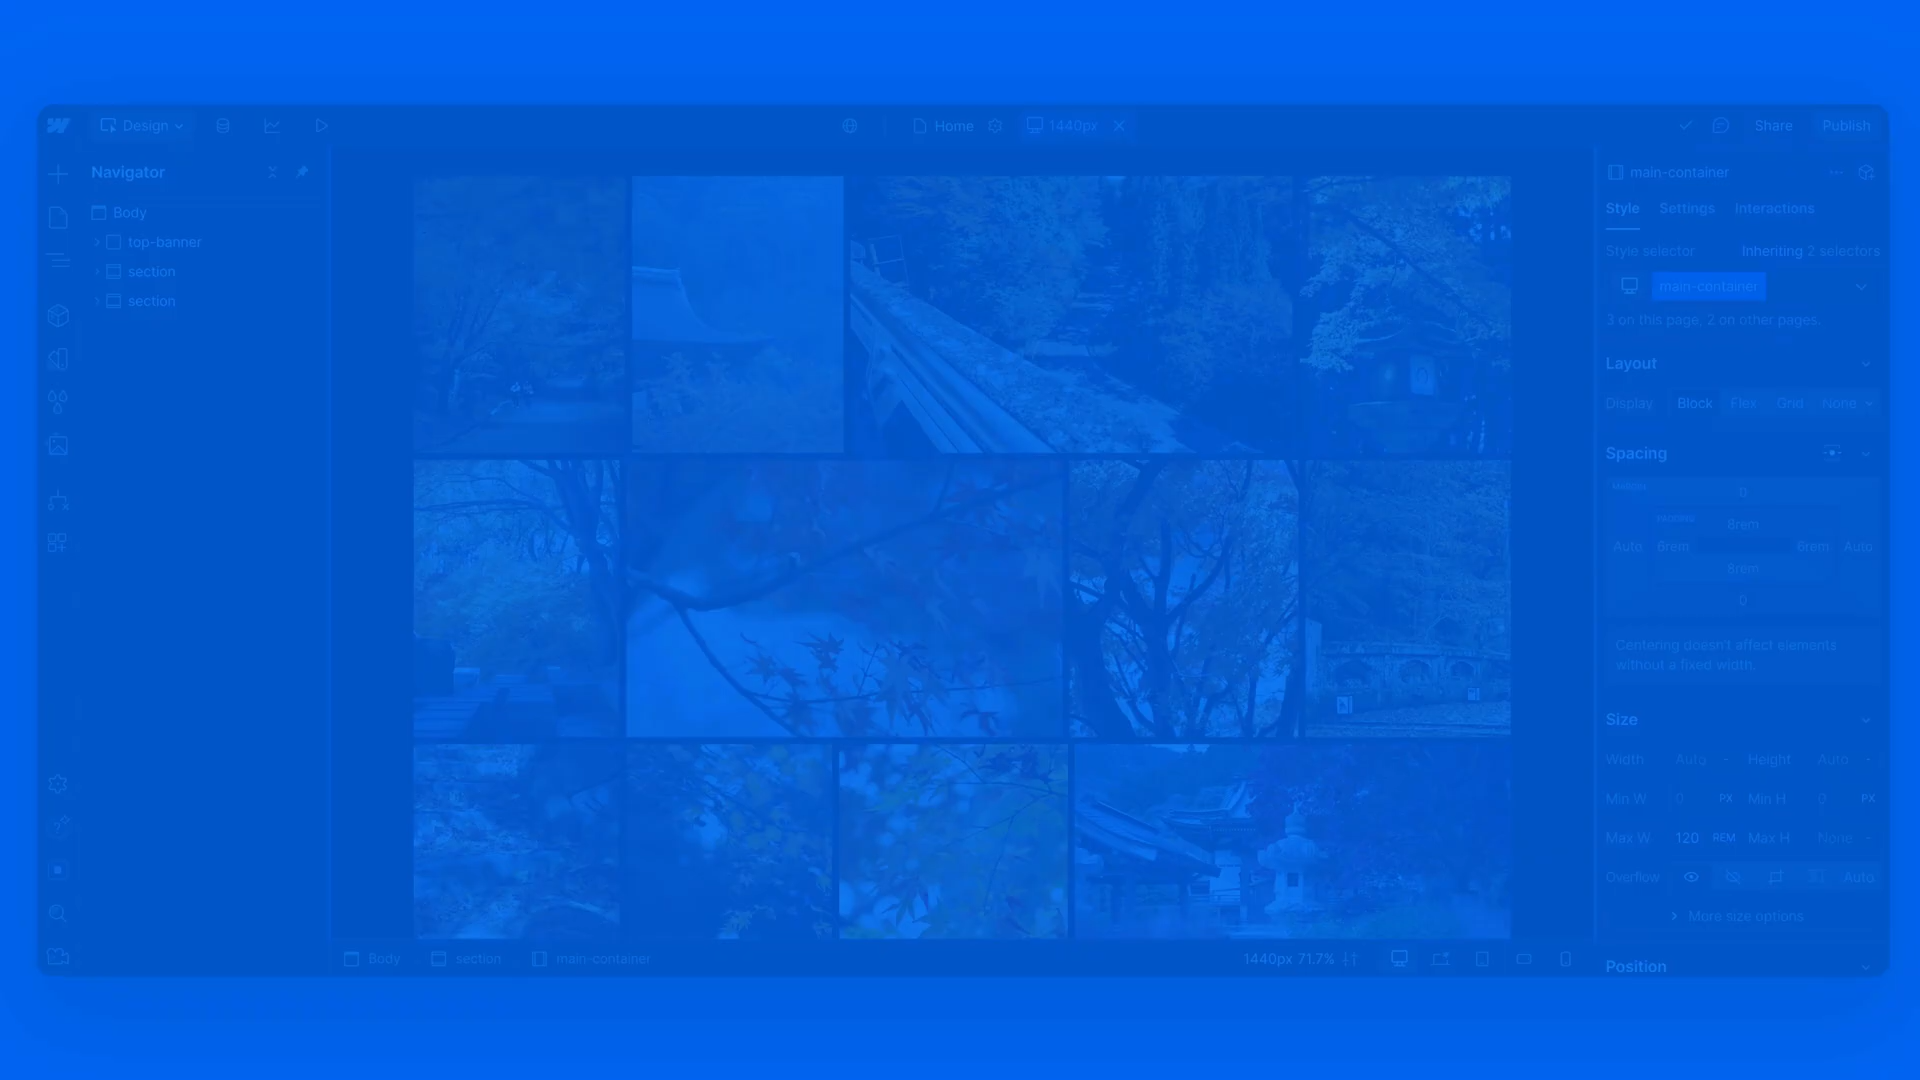 Design
Home
1440px
Share
Publish
Navigator
Body
top-banner
section
section
main-container
Style Settings Interactions
Style selector Inheriting 2 selectors
main-container
3 on this page, 2 on other pages.
Layout
Display Block Flex Grid None
Spacing
MARGIN
0
PADDING
8rem
Auto 6rem 6rem Auto
8rem
0
Centering doesn't affect elements
without a fixed width.
Size
Width Auto - Height Auto -
Min W 0 PX Min H 0 PX
Max W 120 REM Max H None -
Overflow Auto
More size options
Position
Body section main-container
1440px 71.7%